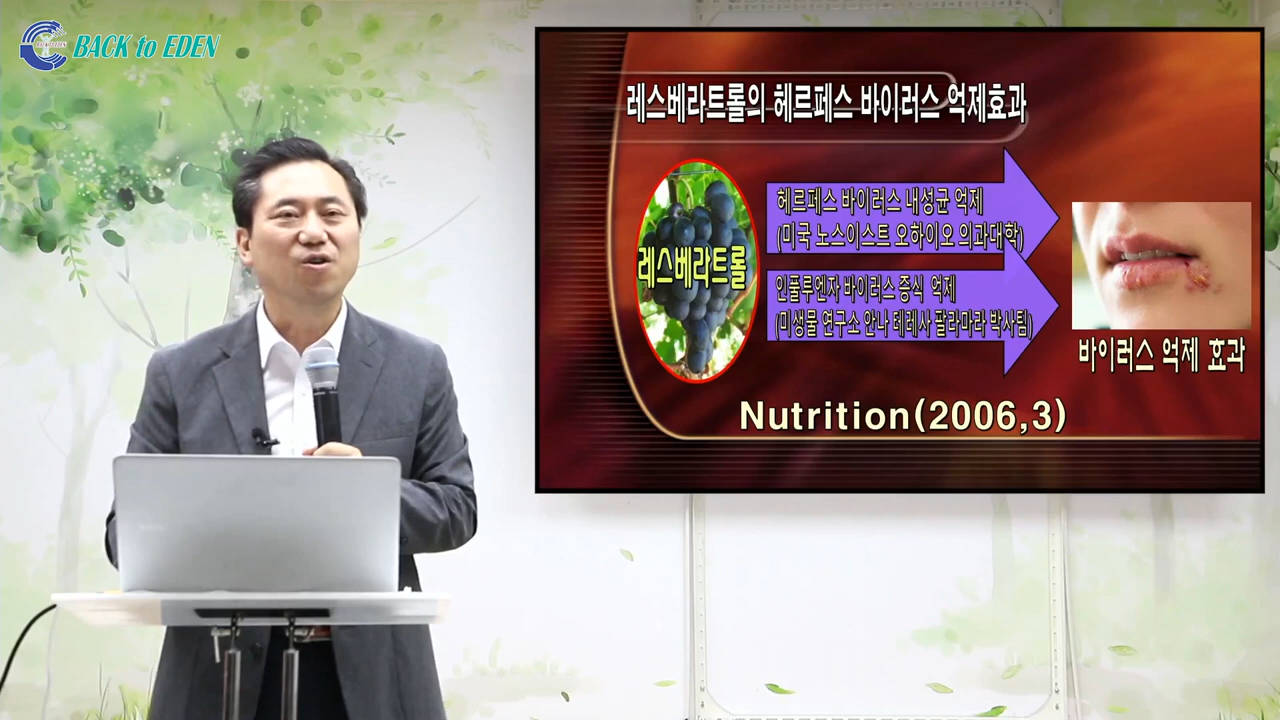 BACK to EDEN
레스베라트롤의 헤르페스 바이러스 억제효과
헤르페스 바이러스 내성균 억제
(미국 노스이스트 오하이오 의과대학)
레스베라트롤
인풀루엔자 바이러스 증식 억제
(미생물 연구소 안나 테레사 팔라마라 박사팀)
바이러스 억제 효과
Nutrition(2006,3)